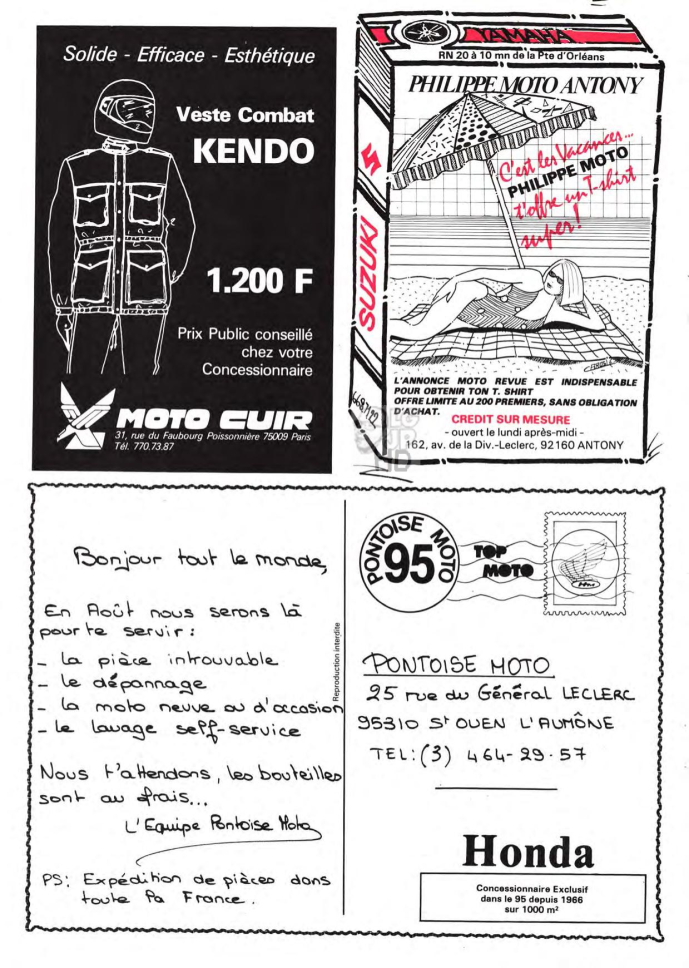 Solide - Efficace - Esthétique
Veste Combat
KENDO
1.200 F
Prix Public conseillé
chez votre
Concessionnaire
MOTO CUIR
31, rue du Faubourg Poissonnière 75009 Paris
Tél. 770.73.87
YAMAHA
RN 20 à 10 mn de la Pte d'Orléans
PHILIPPE MOTO ANTONY
SUZUKI
C'est les Vacances...
PHILIPPE MOTO
t'offre un T-shirt
super!
L'ANNONCE MOTO REVUE EST INDISPENSABLE
POUR OBTENIR TON T. SHIRT
OFFRE LIMITE AU 200 PREMIERS, SANS OBLIGATION
D'ACHAT.
CREDIT SUR MESURE
- ouvert le lundi après-midi -
162, av. de la Div.-Leclerc, 92160 ANTONY
Bonjour tout le monde,
En Août nous serons là
pour te servir :
- la pièce introuvable
- le dépannage
- la moto neuve ou d'occasion
- le lavage self-service
Nous t'attendons, les bouteilles
sont au frais...
L'Equipe Pontoise Moto
PS: Expédition de pièces dans
toute la France.
Reproduction interdite
PONTOISE MOTO
95
TOP
MOTO
PONTOISE MOTO
25 rue du Général LECLERC
95310 St OUEN L'AUMÔNE
TEL: (3) 464-29.57
Honda
Concessionnaire Exclusif
dans le 95 depuis 1966
sur 1000 m²